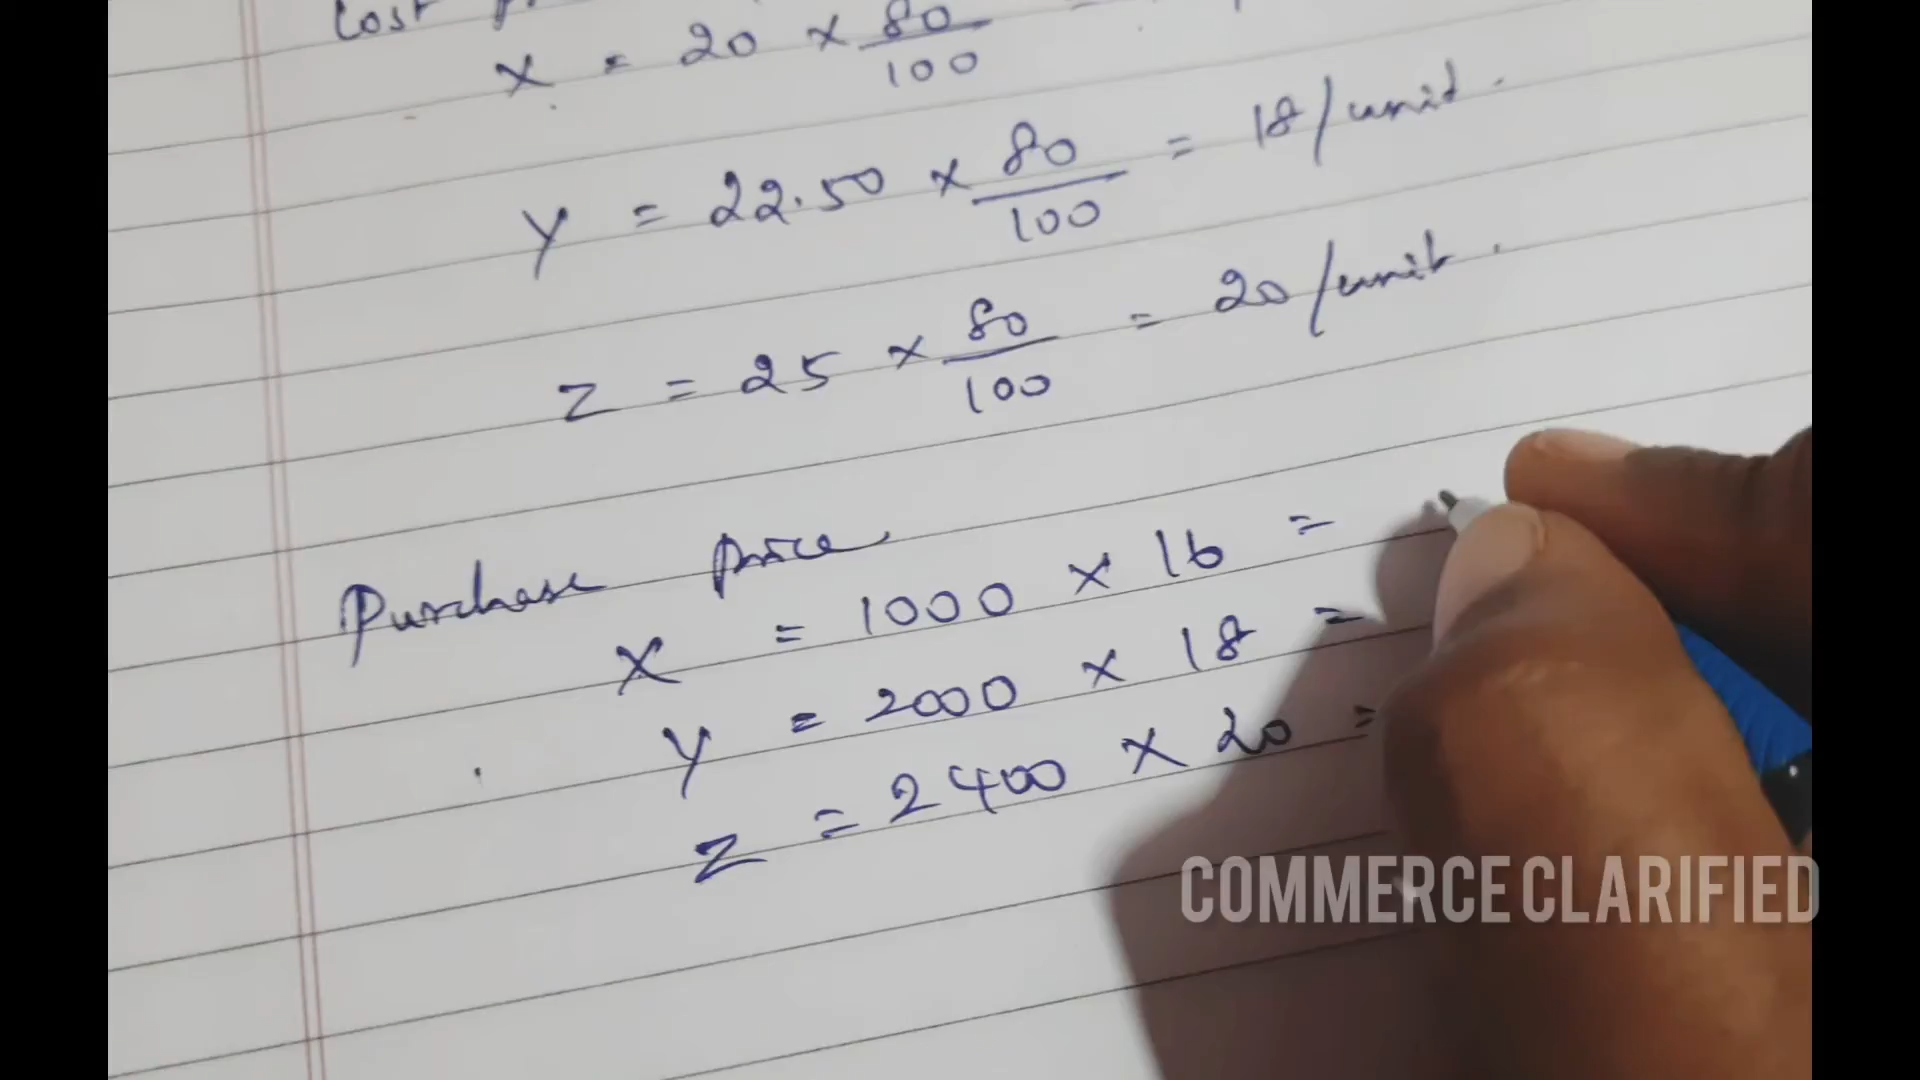 Cost
X = 20 × 80/100
Y = 22.50 × 80/100 = 18/unit.
Z = 25 × 80/100 = 20/unit.
Purchase price
X = 1000 × 16 =
Y = 2000 × 18 =
Z = 2400 × 20 =
COMMERCE CLARIFIED